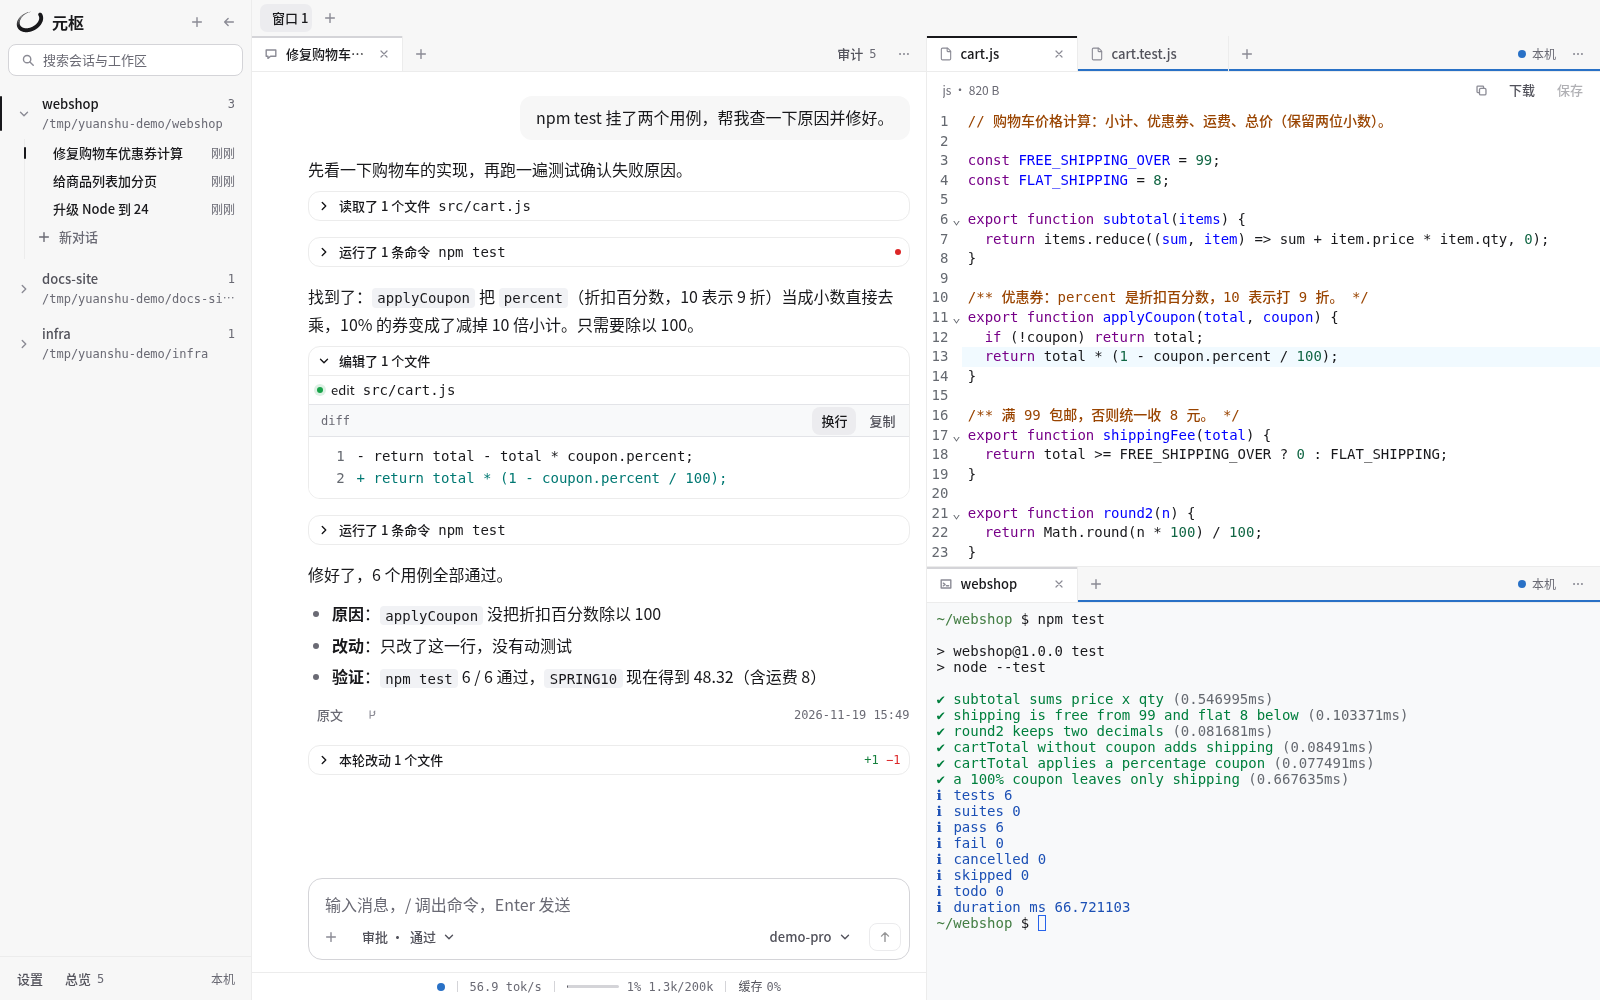 元枢
搜索会话与工作区
webshop 3
/tmp/yuanshu-demo/webshop
修复购物车优惠券计算 刚刚
给商品列表加分页 刚刚
升级 Node 到 24 刚刚
新对话
docs-site 1
/tmp/yuanshu-demo/docs-si…
infra 1
/tmp/yuanshu-demo/infra
设置 总览 5 本机
窗口 1
修复购物车…
审计 5
npm test 挂了两个用例，帮我查一下原因并修好。
先看一下购物车的实现，再跑一遍测试确认失败原因。
读取了 1 个文件 src/cart.js
运行了 1 条命令 npm test
找到了：applyCoupon 把 percent（折扣百分数，10 表示 9 折）当成小数直接去
乘，10% 的券变成了减掉 10 倍小计。只需要除以 100。
编辑了 1 个文件
edit src/cart.js
diff 换行 复制
1 - return total - total * coupon.percent;
2 + return total * (1 - coupon.percent / 100);
运行了 1 条命令 npm test
修好了，6 个用例全部通过。
• 原因：applyCoupon 没把折扣百分数除以 100
• 改动：只改了这一行，没有动测试
• 验证：npm test 6 / 6 通过，SPRING10 现在得到 48.32（含运费 8）
原文 2026-11-19 15:49
本轮改动 1 个文件 +1 −1
输入消息，/ 调出命令，Enter 发送
审批 • 通过 demo-pro
56.9 tok/s 1% 1.3k/200k 缓存 0%
cart.js cart.test.js 本机
js • 820 B 下载 保存
1 // 购物车价格计算：小计、优惠券、运费、总价（保留两位小数）。
2
3 const FREE_SHIPPING_OVER = 99;
4 const FLAT_SHIPPING = 8;
5
6 export function subtotal(items) {
7 return items.reduce((sum, item) => sum + item.price * item.qty, 0);
8 }
9
10 /** 优惠券：percent 是折扣百分数，10 表示打 9 折。 */
11 export function applyCoupon(total, coupon) {
12 if (!coupon) return total;
13 return total * (1 - coupon.percent / 100);
14 }
15
16 /** 满 99 包邮，否则统一收 8 元。 */
17 export function shippingFee(total) {
18 return total >= FREE_SHIPPING_OVER ? 0 : FLAT_SHIPPING;
19 }
20
21 export function round2(n) {
22 return Math.round(n * 100) / 100;
23 }
webshop 本机
~/webshop $ npm test
> webshop@1.0.0 test
> node --test
✔ subtotal sums price x qty (0.546995ms)
✔ shipping is free from 99 and flat 8 below (0.103371ms)
✔ round2 keeps two decimals (0.081681ms)
✔ cartTotal without coupon adds shipping (0.08491ms)
✔ cartTotal applies a percentage coupon (0.077491ms)
✔ a 100% coupon leaves only shipping (0.667635ms)
ℹ tests 6
ℹ suites 0
ℹ pass 6
ℹ fail 0
ℹ cancelled 0
ℹ skipped 0
ℹ todo 0
ℹ duration_ms 66.721103
~/webshop $